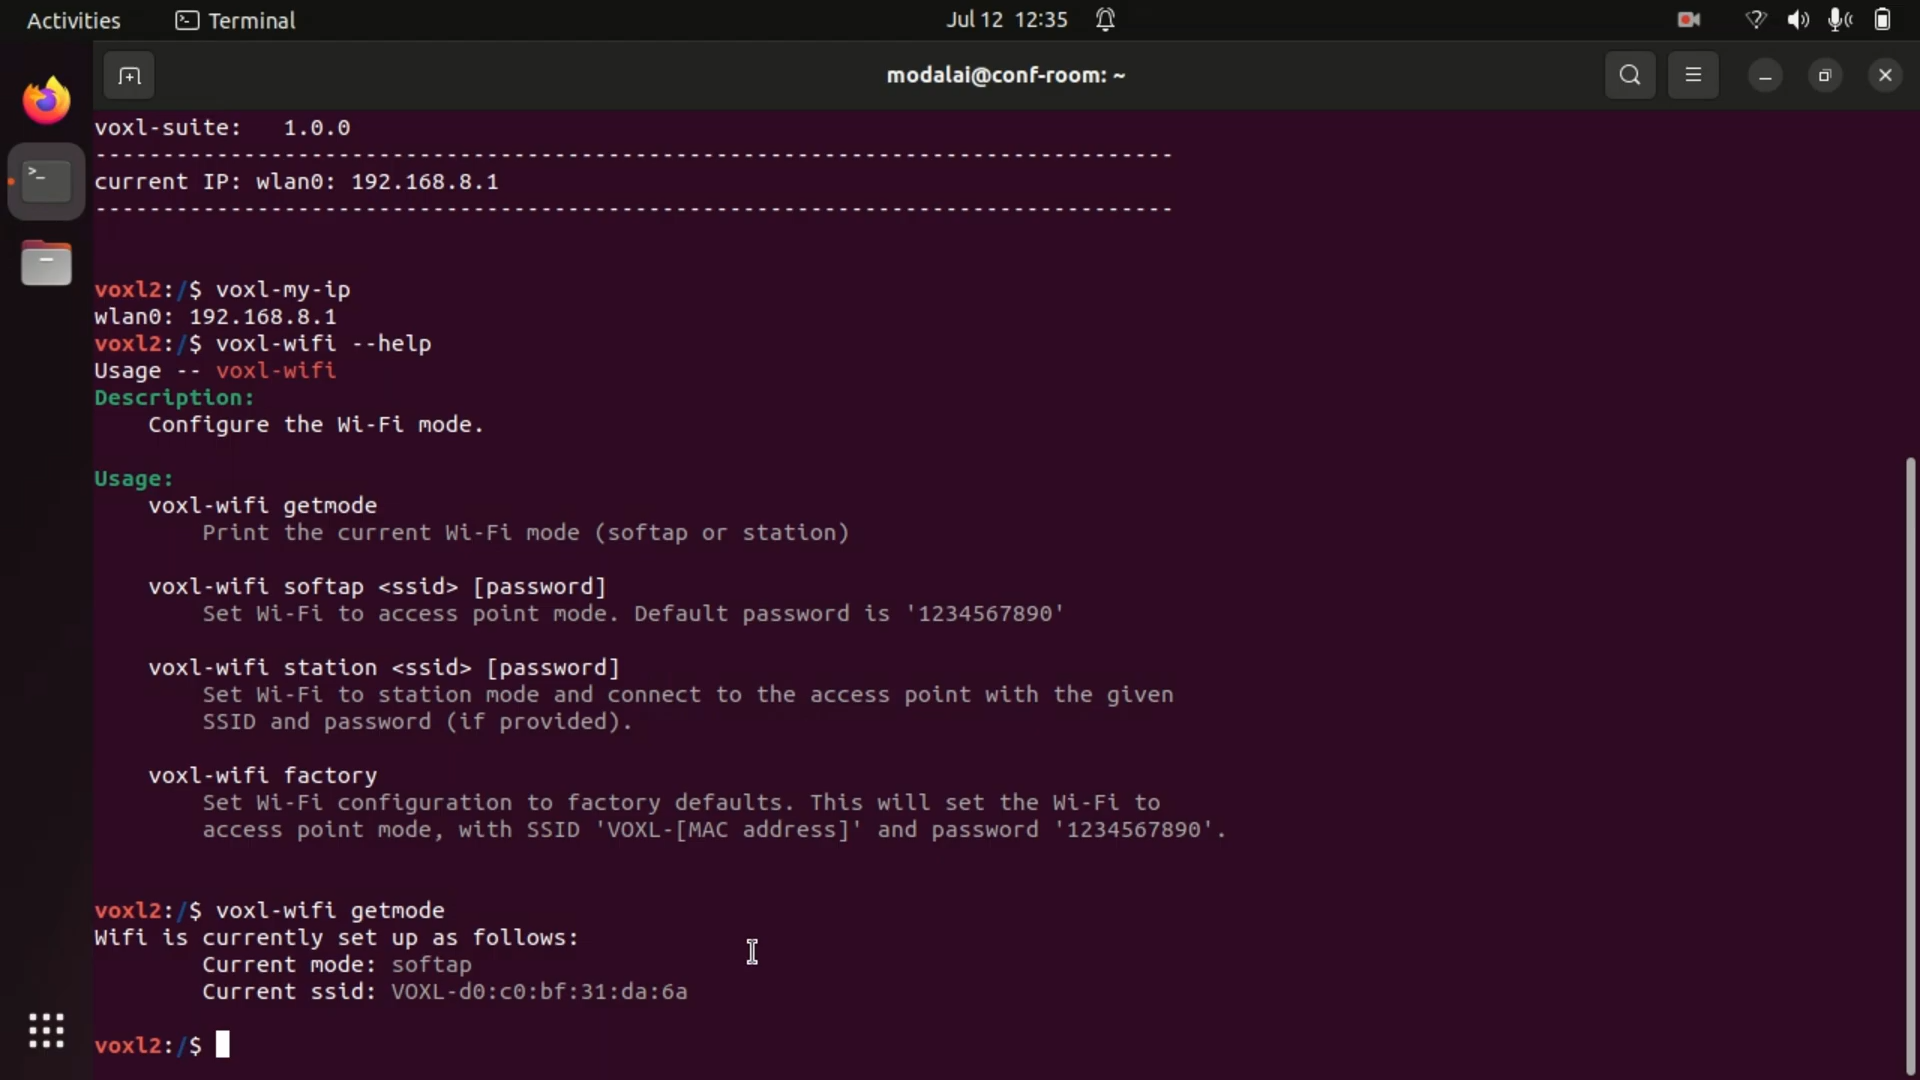 Activities
Terminal
Jul 12 12:35
modalai@conf-room: ~
voxl-suite:   1.0.0
--------------------------------------------------------------------------------
current IP: wlan0: 192.168.8.1
--------------------------------------------------------------------------------
voxl2:/$ voxl-my-ip
wlan0: 192.168.8.1
voxl2:/$ voxl-wifi --help
Usage -- voxl-wifi
Description:
Configure the Wi-Fi mode.
Usage:
voxl-wifi getmode
Print the current Wi-Fi mode (softap or station)
voxl-wifi softap <ssid> [password]
Set Wi-Fi to access point mode. Default password is '1234567890'
voxl-wifi station <ssid> [password]
Set Wi-Fi to station mode and connect to the access point with the given
SSID and password (if provided).
voxl-wifi factory
Set Wi-Fi configuration to factory defaults. This will set the Wi-Fi to
access point mode, with SSID 'VOXL-[MAC address]' and password '1234567890'.
voxl2:/$ voxl-wifi getmode
Wifi is currently set up as follows:
Current mode: softap
Current ssid: VOXL-d0:c0:bf:31:da:6a
voxl2:/$